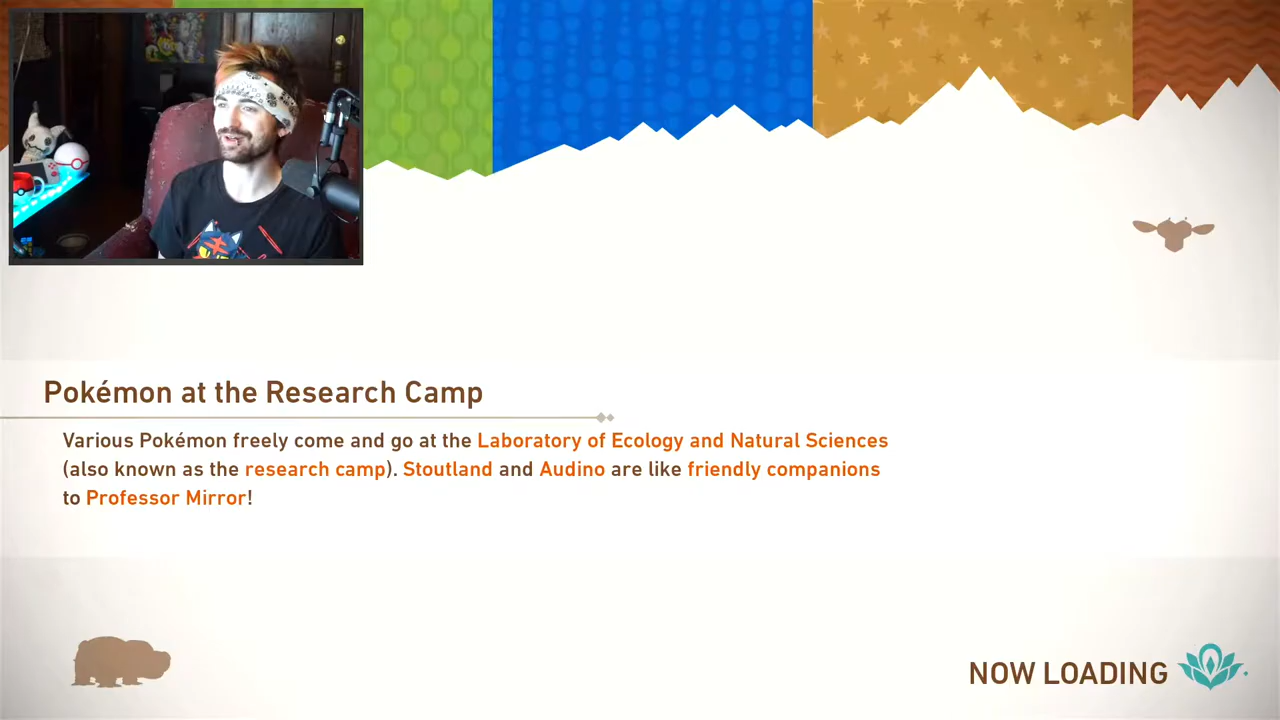 Pokémon at the Research Camp
Various Pokémon freely come and go at the Laboratory of Ecology and Natural Sciences
(also known as the research camp). Stoutland and Audino are like friendly companions
to Professor Mirror!
NOW LOADING